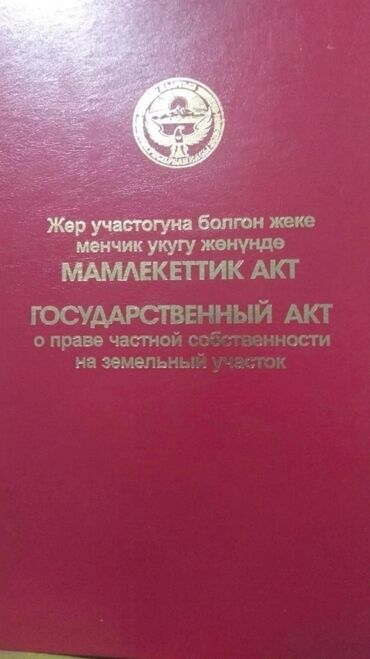 Жер участогуна болгон жеке
менчик укугу жөнүндө
МАМЛЕКЕТТИК АКТ
ГОСУДАРСТВЕННЫЙ АКТ
о праве частной собственности
на земельный участок